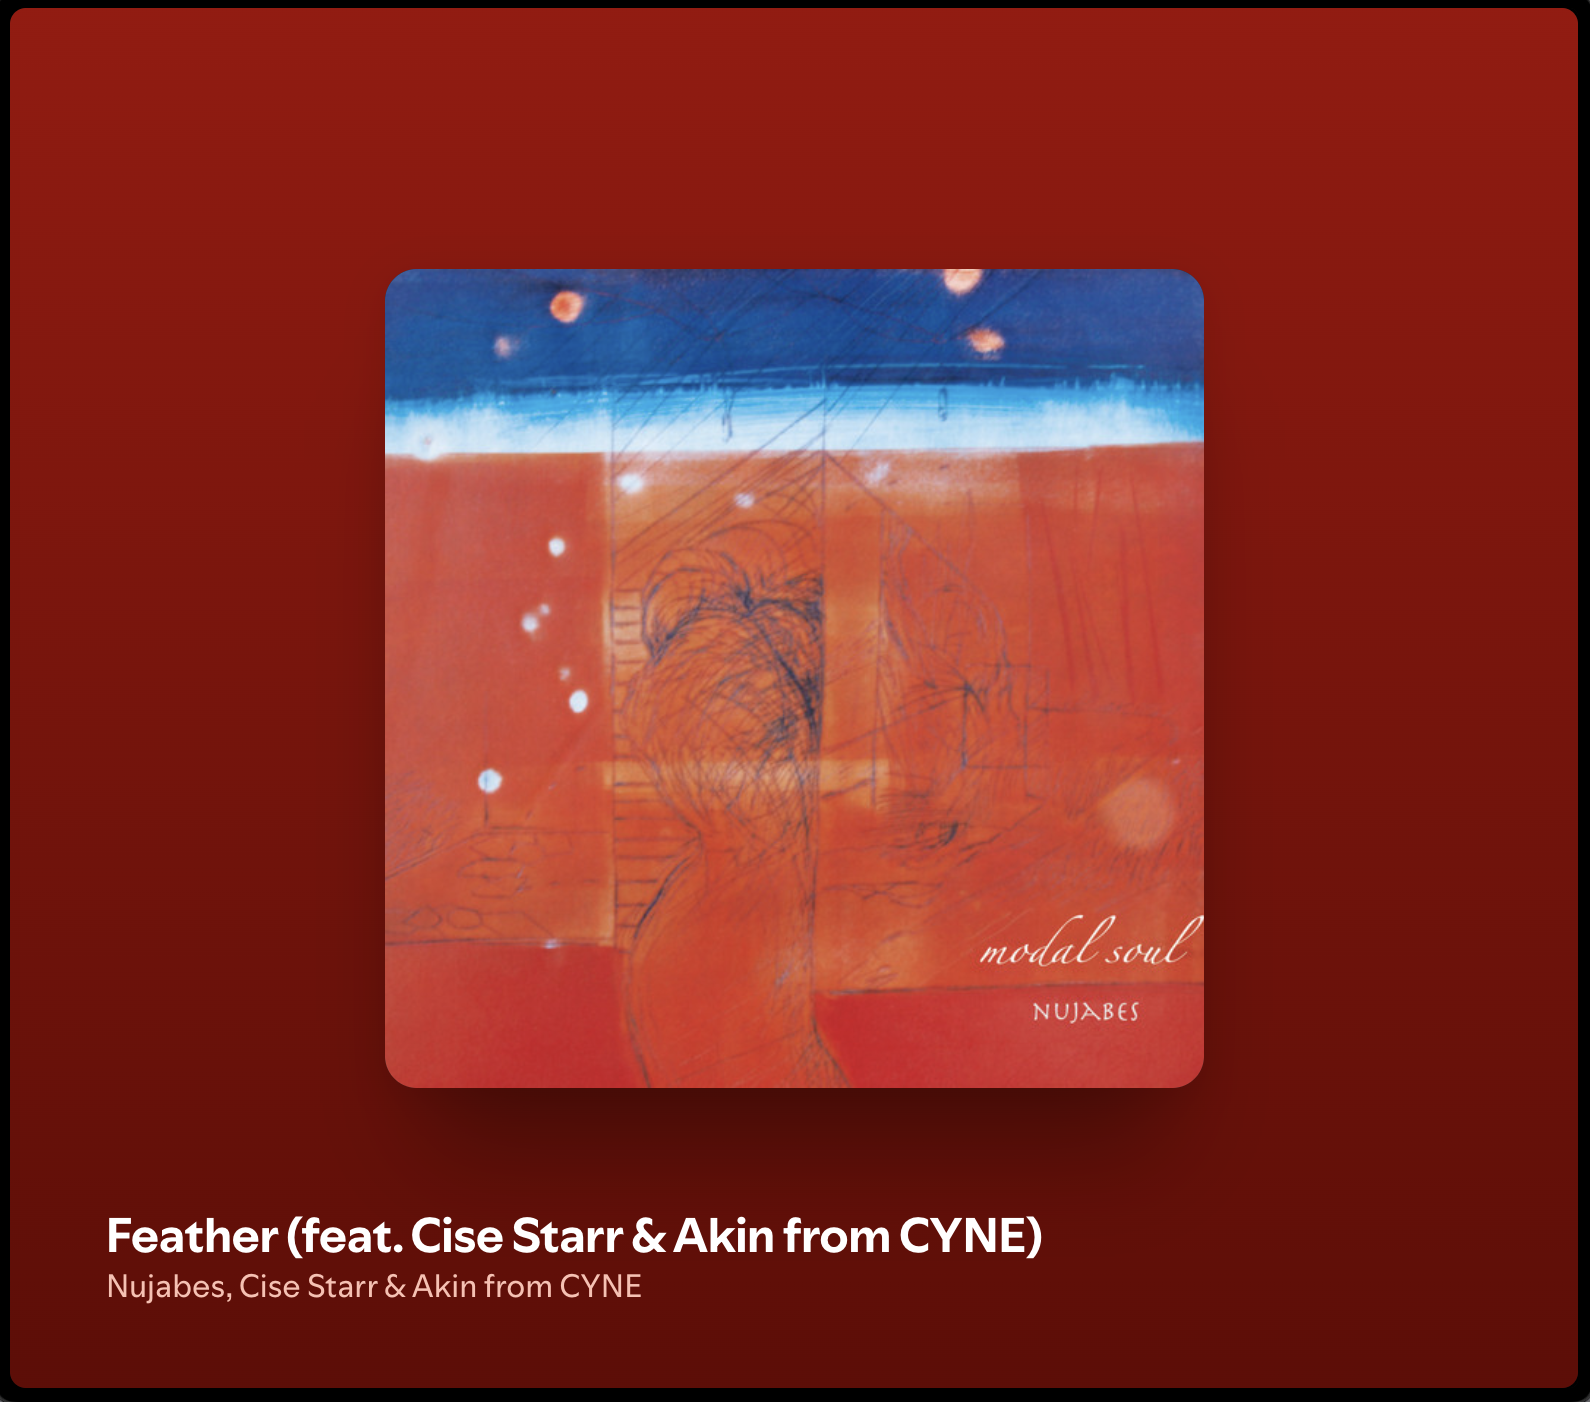 modal soul
NUJABES
Feather (feat. Cise Starr & Akin from CYNE)
Nujabes, Cise Starr & Akin from CYNE